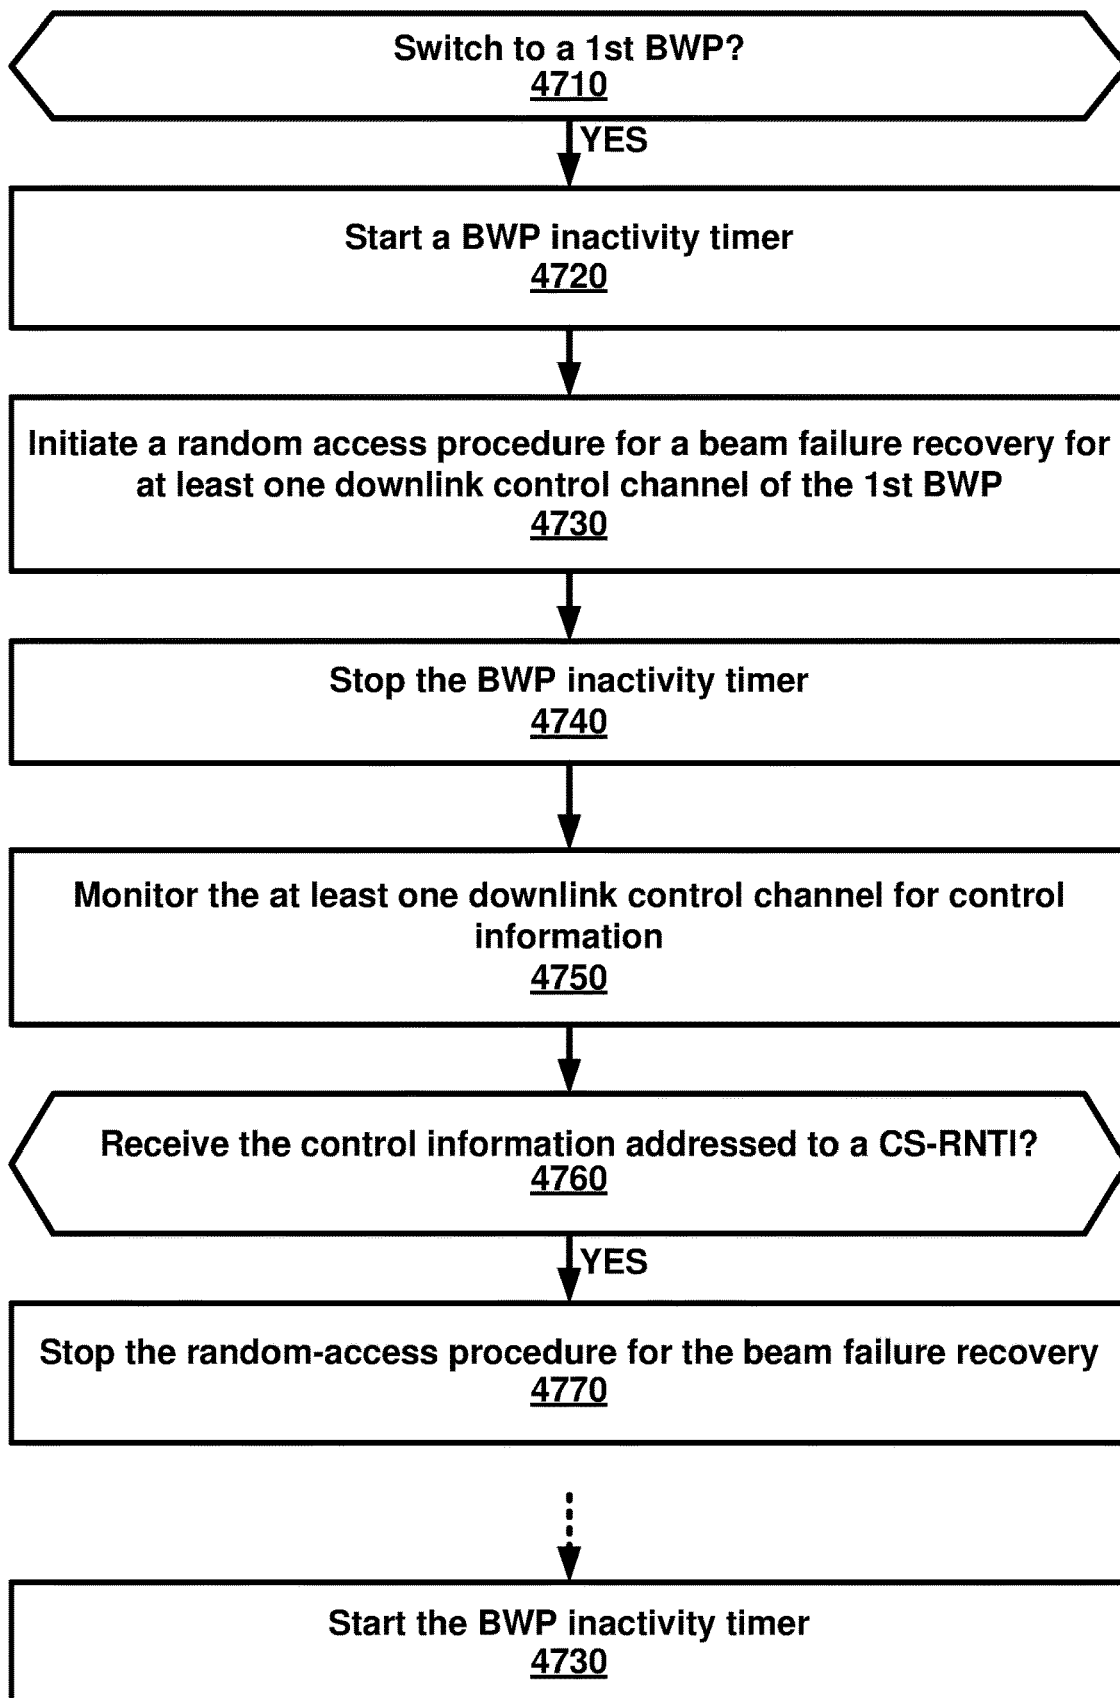 Switch to a 1st BWP?
4710
YES
Start a BWP inactivity timer
4720
Initiate a random access procedure for a beam failure recovery for
at least one downlink control channel of the 1st BWP
4730
Stop the BWP inactivity timer
4740
Monitor the at least one downlink control channel for control
information
4750
Receive the control information addressed to a CS-RNTI?
4760
YES
Stop the random-access procedure for the beam failure recovery
4770
Start the BWP inactivity timer
4730